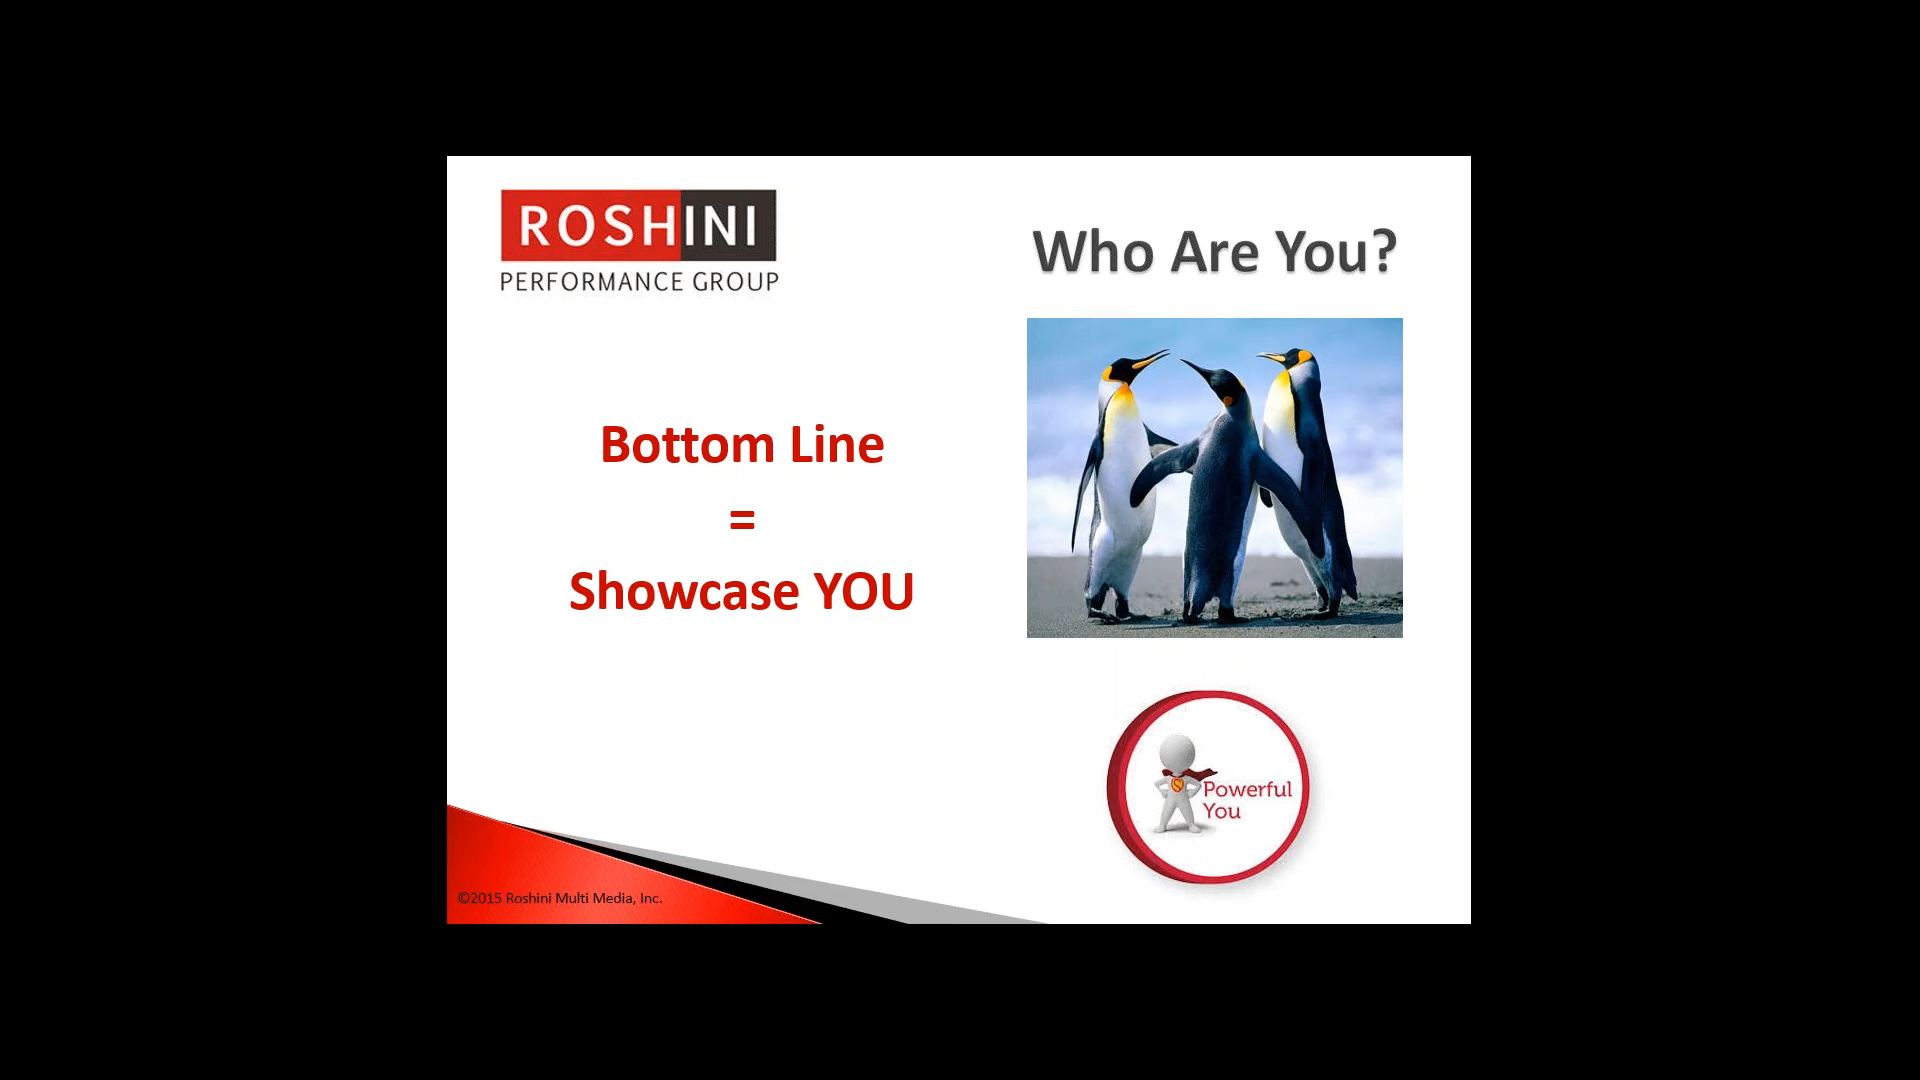 ROSHINI
PERFORMANCE GROUP
Who Are You?
Bottom Line
=
Showcase YOU
Powerful
You
©2015 Roshini Multi Media, Inc.